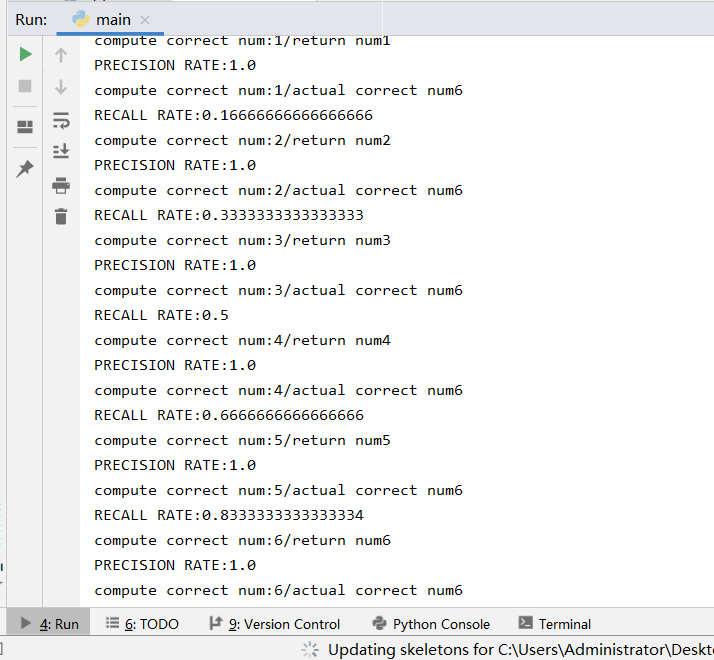 Run:
main
compute correct num:1/return num1
PRECISION RATE:1.0
compute correct num:1/actual correct num6
RECALL RATE:0.16666666666666666
compute correct num:2/return num2
PRECISION RATE:1.0
compute correct num:2/actual correct num6
RECALL RATE:0.3333333333333333
compute correct num:3/return num3
PRECISION RATE:1.0
compute correct num:3/actual correct num6
RECALL RATE:0.5
compute correct num:4/return num4
PRECISION RATE:1.0
compute correct num:4/actual correct num6
RECALL RATE:0.6666666666666666
compute correct num:5/return num5
PRECISION RATE:1.0
compute correct num:5/actual correct num6
RECALL RATE:0.8333333333333334
compute correct num:6/return num6
PRECISION RATE:1.0
compute correct num:6/actual correct num6
4: Run
6: TODO
9: Version Control
Python Console
Terminal
Updating skeletons for C:\Users\Administrator\Deskto